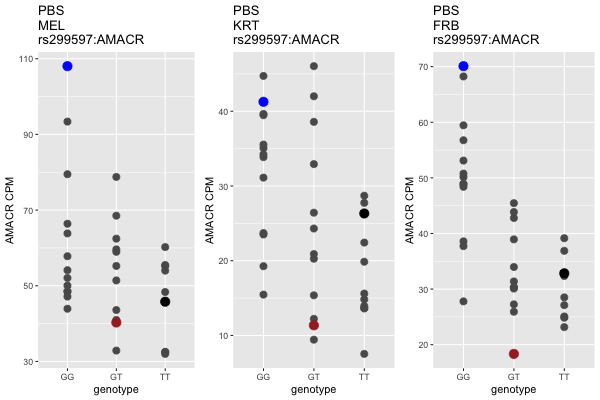 PBS
MEL
rs299597:AMACR
110
90
70
50
30
AMACR CPM
GG GT TT
genotype
PBS
KRT
rs299597:AMACR
40
30
20
10
AMACR CPM
GG GT TT
genotype
PBS
FRB
rs299597:AMACR
70
60
50
40
30
20
AMACR CPM
GG GT TT
genotype